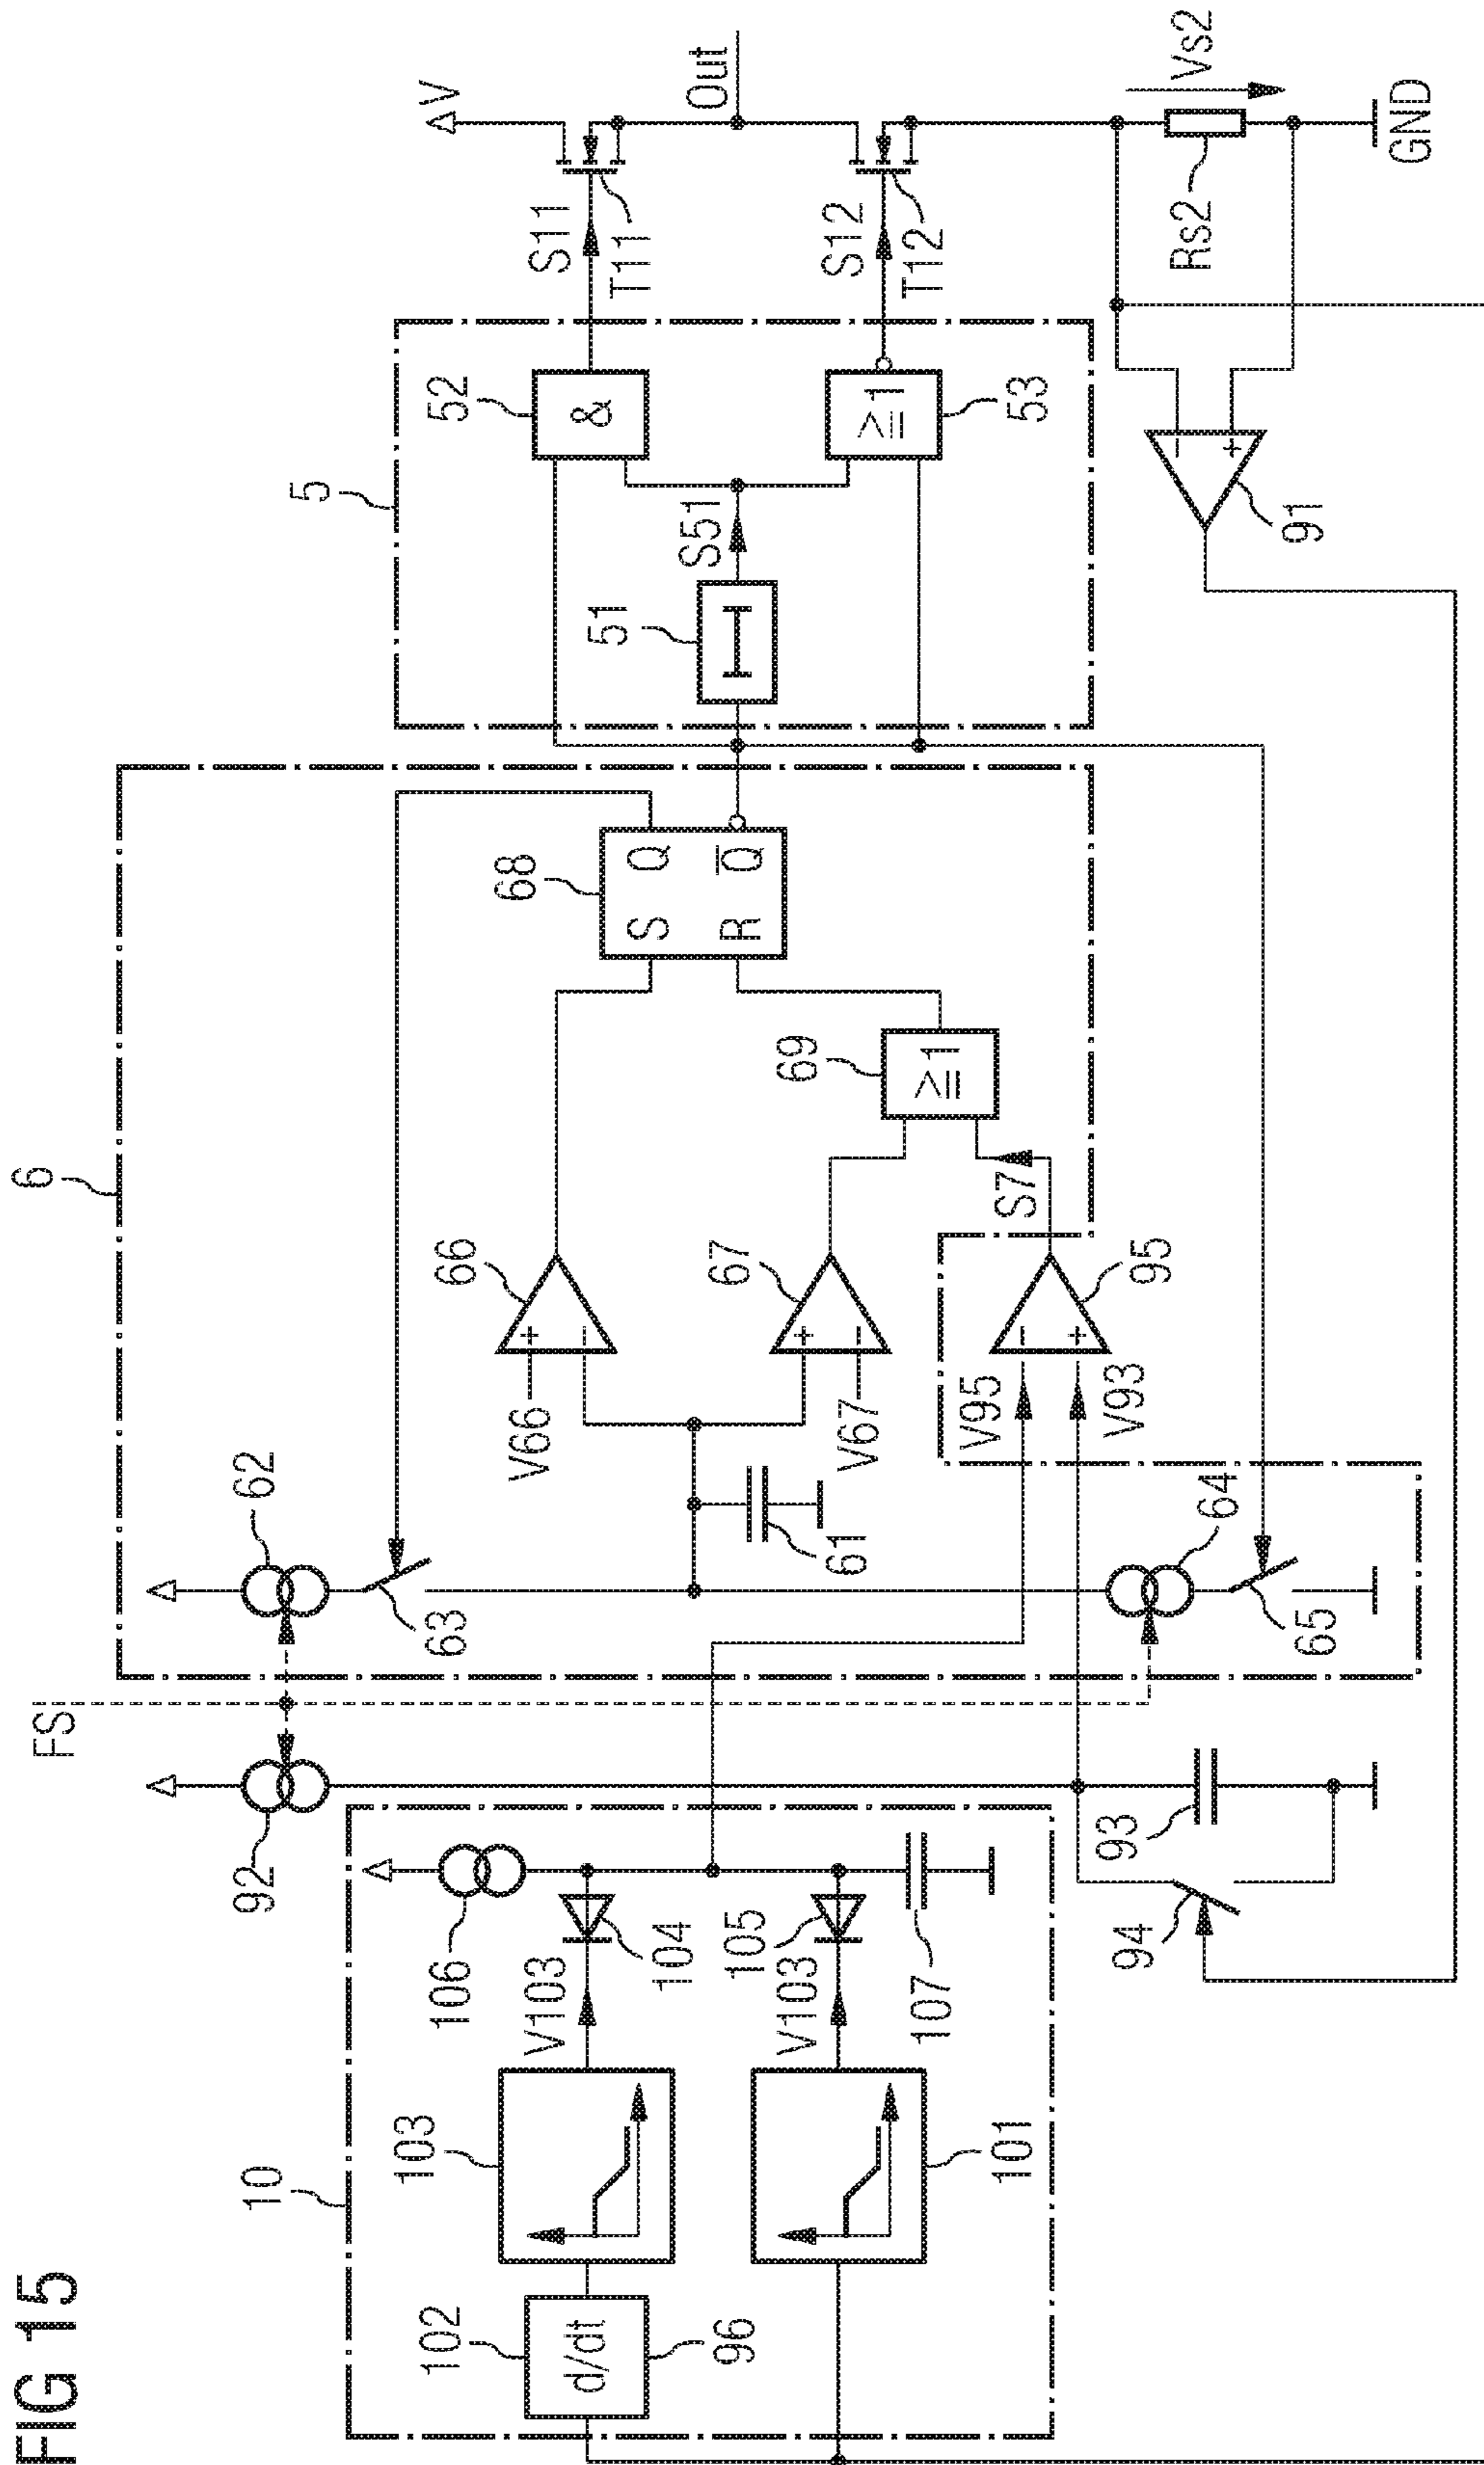 FIG 15
10
102
d/dt
96
103
V103
104
106
101
V103
105
107
92
FS
93
94
6
62
63
64
65
61
V66
+
−
66
V67
+
−
67
V95
V93
−
+
95
S7
69
≥1
68
S
Q
R
Q̅
5
51
S51
52
&
53
≥1
S11
T11
S12
T12
V
Out
Rs2
Vs2
GND
−
+
91